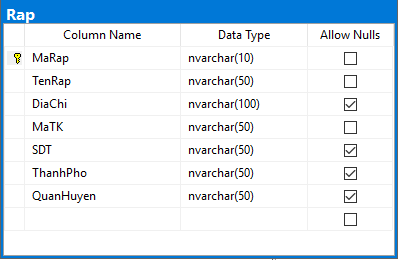 Rap
Column Name Data Type Allow Nulls
MaRap nvarchar(10)
TenRap nvarchar(50)
DiaChi nvarchar(100)
MaTK nvarchar(50)
SDT nvarchar(50)
ThanhPho nvarchar(50)
QuanHuyen nvarchar(50)